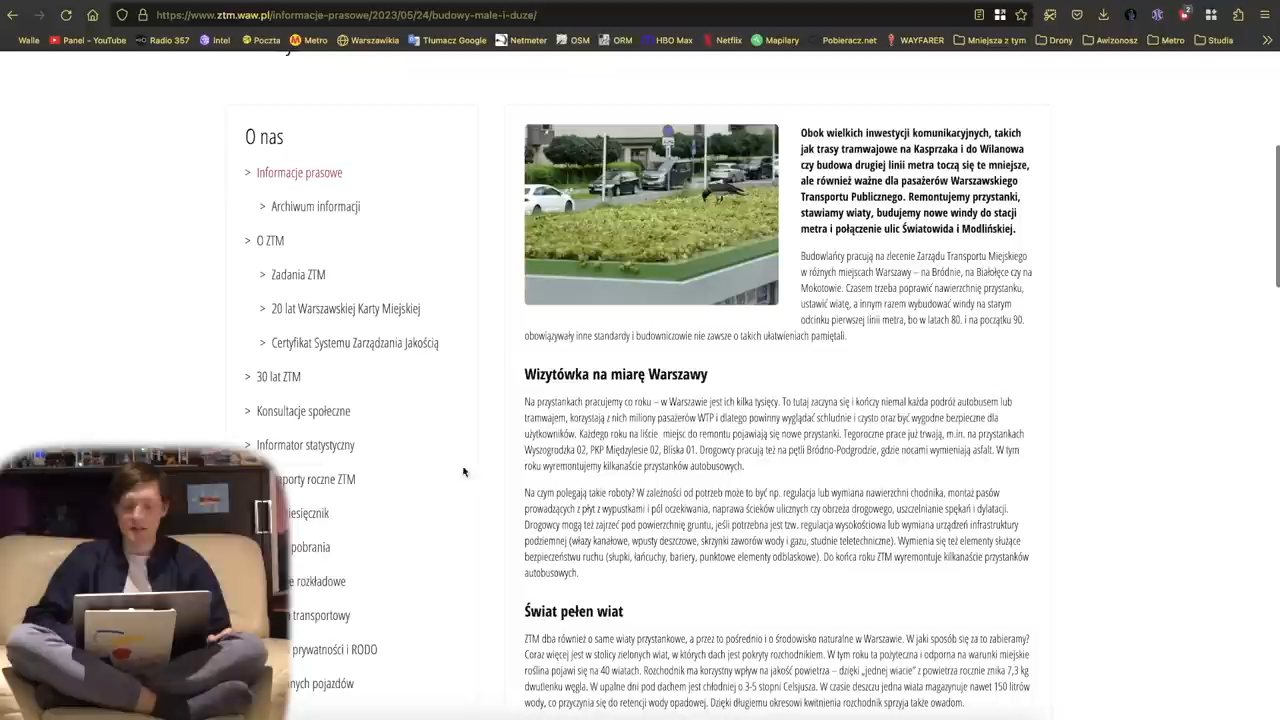 https://www.ztm.waw.pl/informacje-prasowe/2023/05/24/budowy-male-i-duze/
Walle Panel - YouTube Radio 357 Intel Poczta Metro Warszawikia Tłumacz Google Netmeter OSM ORM HBO Max Netflix Mapilary Pobieracz.net WAYFARER Mniejsza z tym Drony Awizonosz Metro Studia
O nas
> Informacje prasowe
> Archiwum informacji
> O ZTM
> Zadania ZTM
> 20 lat Warszawskiej Karty Miejskiej
> Certyfikat Systemu Zarządzania Jakością
> 30 lat ZTM
> Konsultacje społeczne
> Informator statystyczny
porty roczne ZTM
iesięcznik
pobrania
e rozkładowe
transportowy
prywatności i RODO
onych pojazdów
Obok wielkich inwestycji komunikacyjnych, takich
jak trasy tramwajowe na Kasprzaka i do Wilanowa
czy budowa drugiej linii metra toczą się te mniejsze,
ale również ważne dla pasażerów Warszawskiego
Transportu Publicznego. Remontujemy przystanki,
stawiamy wiaty, budujemy nowe windy do stacji
metra i połączenie ulic Światowida i Modlińskiej.
Budowlańcy pracują na zlecenie Zarządu Transportu Miejskiego
w różnych miejscach Warszawy – na Bródnie, na Białołęce czy na
Mokotowie. Czasem trzeba poprawić nawierzchnię przystanku,
ustawić wiatę, a innym razem wybudować windy na starym
odcinku pierwszej linii metra, bo w latach 80. i na początku 90.
obowiązywały inne standardy i budowniczowie nie zawsze o takich ułatwieniach pamiętali.
Wizytówka na miarę Warszawy
Na przystankach pracujemy co roku – w Warszawie jest ich kilka tysięcy. To tutaj zaczyna się i kończy niemal każda podróż autobusem lub
tramwajem, korzystają z nich miliony pasażerów WTP i dlatego powinny wyglądać schludnie i czysto oraz być wygodne bezpieczne dla
użytkowników. Każdego roku na liście miejsc do remontu pojawiają się nowe przystanki. Tegoroczne prace już trwają, m.in. na przystankach
Wyszogrodzka 02, PKP Międzylesie 02, Bliska 01. Drogowcy pracują też na pętli Bródno-Podgrodzie, gdzie nocami wymieniają asfalt. W tym
roku wyremontujemy kilkanaście przystanków autobusowych.
Na czym polegają takie roboty? W zależności od potrzeb może to być np. regulacja lub wymiana nawierzchni chodnika, montaż pasów
prowadzących z płyt z wypustkami i pól oczekiwania, naprawa ścieków ulicznych czy obrzeża drogowego, uszczelnianie spękań i dylatacji.
Drogowcy mogą też zajrzeć pod powierzchnię gruntu, jeśli potrzebna jest tzw. regulacja wysokościowa lub wymiana urządzeń infrastruktury
podziemnej (włazy kanałowe, wpusty deszczowe, skrzynki zaworów wody i gazu, studnie teletechniczne). Wymienia się też elementy służące
bezpieczeństwu ruchu (słupki, łańcuchy, bariery, punktowe elementy odblaskowe). Do końca roku ZTM wyremontuje kilkanaście przystanków
autobusowych.
Świat pełen wiat
ZTM dba również o same wiaty przystankowe, a przez to pośrednio i o środowisko naturalne w Warszawie. W jaki sposób się za to zabieramy?
Coraz więcej jest w stolicy zielonych wiat, w których dach jest pokryty rozchodnikiem. W tym roku ta pożyteczna i odporna na warunki miejskie
roślina pojawi się na 40 wiatach. Rozchodnik ma korzystny wpływ na jakość powietrza – dzięki „jednej wiacie” z powietrza rocznie znika 7,3 kg
dwutlenku węgla. W upalne dni pod dachem jest chłodniej o 3-5 stopni Celsjusza. W czasie deszczu jedna wiata magazynuje nawet 150 litrów
wody, co przyczynia się do retencji wody opadowej. Dzięki długiemu okresowi kwitnienia rozchodnik sprzyja także owadom.